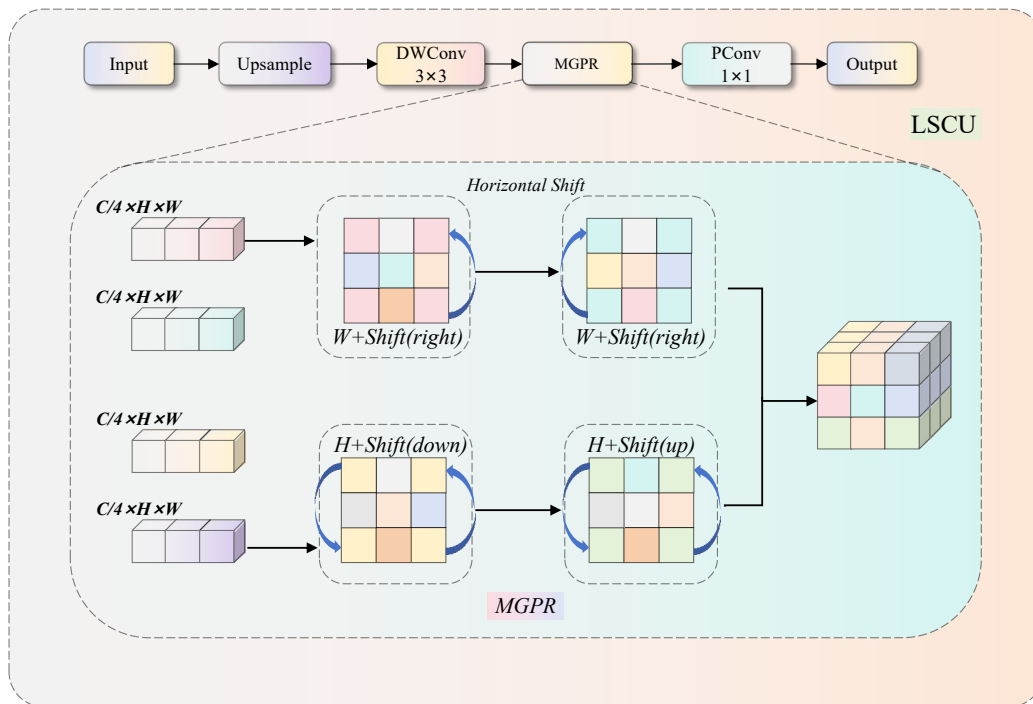 Input
Upsample
DWConv
3×3
MGPR
PConv
1×1
Output
LSCU
Horizontal Shift
C/4×H×W
C/4×H×W
W+Shift(right)
W+Shift(right)
C/4×H×W
H+Shift(down)
H+Shift(up)
C/4×H×W
MGPR